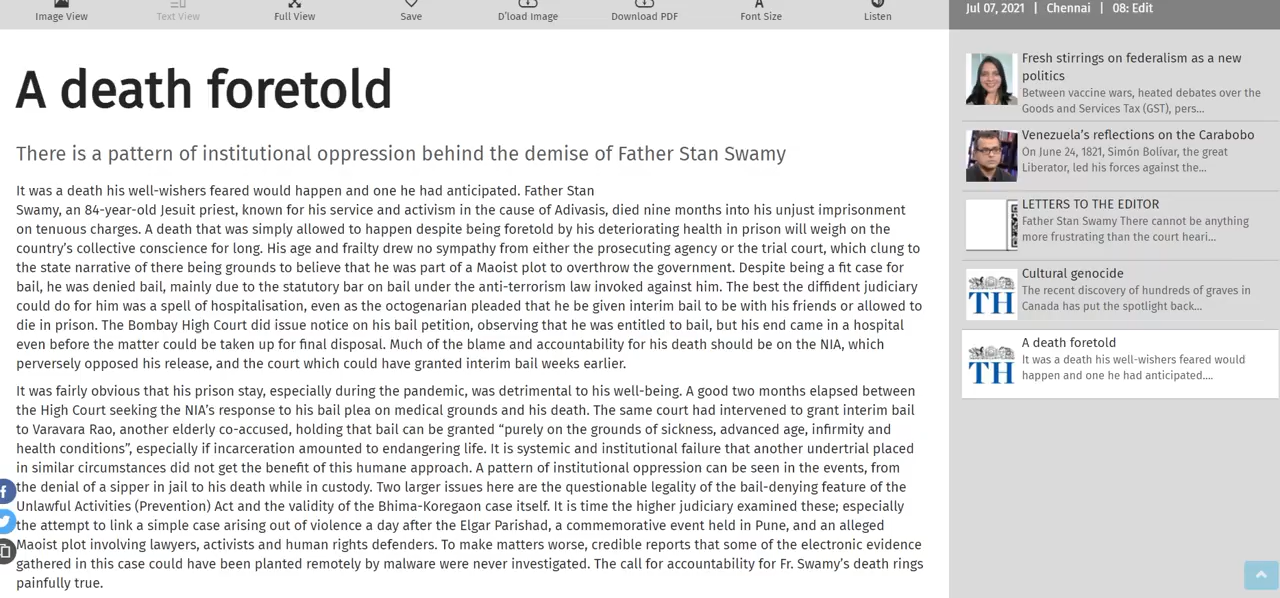 Image View
Text View
Full View
Save
D'load Image
Download PDF
Font Size
Listen
Jul 07, 2021 | Chennai | 08: Edit
A death foretold
There is a pattern of institutional oppression behind the demise of Father Stan Swamy
It was a death his well-wishers feared would happen and one he had anticipated. Father Stan
Swamy, an 84-year-old Jesuit priest, known for his service and activism in the cause of Adivasis, died nine months into his unjust imprisonment
on tenuous charges. A death that was simply allowed to happen despite being foretold by his deteriorating health in prison will weigh on the
country's collective conscience for long. His age and frailty drew no sympathy from either the prosecuting agency or the trial court, which clung to
the state narrative of there being grounds to believe that he was part of a Maoist plot to overthrow the government. Despite being a fit case for
bail, he was denied bail, mainly due to the statutory bar on bail under the anti-terrorism law invoked against him. The best the diffident judiciary
could do for him was a spell of hospitalisation, even as the octogenarian pleaded that he be given interim bail to be with his friends or allowed to
die in prison. The Bombay High Court did issue notice on his bail petition, observing that he was entitled to bail, but his end came in a hospital
even before the matter could be taken up for final disposal. Much of the blame and accountability for his death should be on the NIA, which
perversely opposed his release, and the court which could have granted interim bail weeks earlier.
It was fairly obvious that his prison stay, especially during the pandemic, was detrimental to his well-being. A good two months elapsed between
the High Court seeking the NIA's response to his bail plea on medical grounds and his death. The same court had intervened to grant interim bail
to Varavara Rao, another elderly co-accused, holding that bail can be granted “purely on the grounds of sickness, advanced age, infirmity and
health conditions”, especially if incarceration amounted to endangering life. It is systemic and institutional failure that another undertrial placed
in similar circumstances did not get the benefit of this humane approach. A pattern of institutional oppression can be seen in the events, from
the denial of a sipper in jail to his death while in custody. Two larger issues here are the questionable legality of the bail-denying feature of the
Unlawful Activities (Prevention) Act and the validity of the Bhima-Koregaon case itself. It is time the higher judiciary examined these; especially
the attempt to link a simple case arising out of violence a day after the Elgar Parishad, a commemorative event held in Pune, and an alleged
Maoist plot involving lawyers, activists and human rights defenders. To make matters worse, credible reports that some of the electronic evidence
gathered in this case could have been planted remotely by malware were never investigated. The call for accountability for Fr. Swamy's death rings
painfully true.
Fresh stirrings on federalism as a new
politics
Between vaccine wars, heated debates over the
Goods and Services Tax (GST), pers...
Venezuela's reflections on the Carabobo
On June 24, 1821, Simón Bolívar, the great
Liberator, led his forces against the...
LETTERS TO THE EDITOR
Father Stan Swamy There cannot be anything
more frustrating than the court heari...
TH
Cultural genocide
The recent discovery of hundreds of graves in
Canada has put the spotlight back...
TH
A death foretold
It was a death his well-wishers feared would
happen and one he had anticipated....